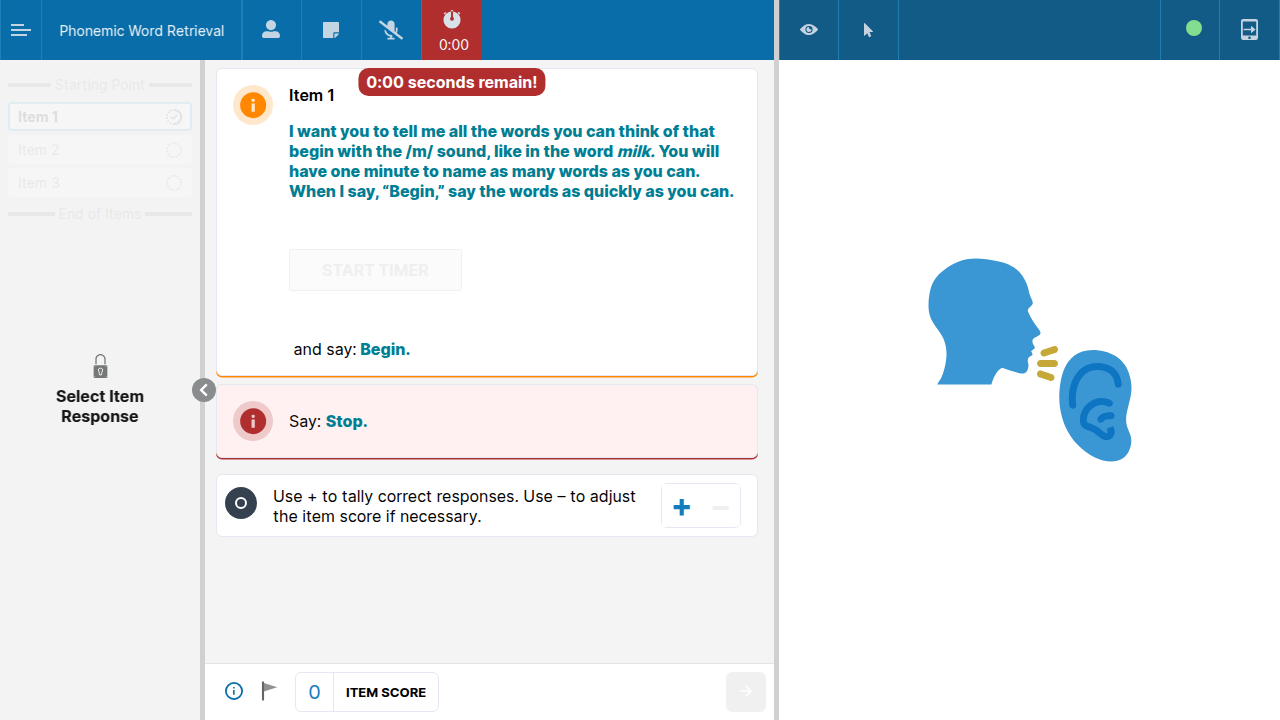 Phonemic Word Retrieval
0:00
Starting Point
Item 1
Item 2
Item 3
End of Items
Select Item
Response
0:00 seconds remain!
Item 1
I want you to tell me all the words you can think of that
begin with the /m/ sound, like in the word milk. You will
have one minute to name as many words as you can.
When I say, “Begin,” say the words as quickly as you can.
START TIMER
and say: Begin.
Say: Stop.
Use + to tally correct responses. Use – to adjust
the item score if necessary.
0 ITEM SCORE